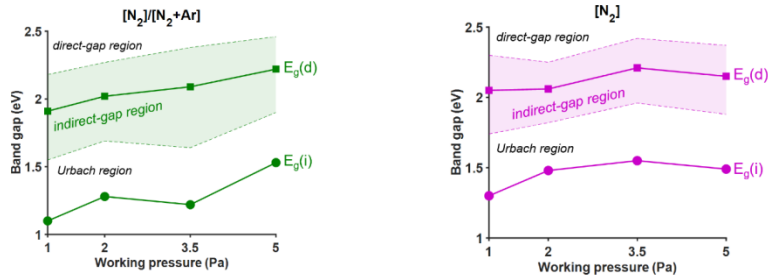 [N2]/[N2+Ar]
2.5
direct-gap region
Eg(d)
2
indirect-gap region
1.5
Urbach region
Eg(i)
1
Band gap (eV)
1
2
3.5
5
Working pressure (Pa)
[N2]
2.5
direct-gap region
Eg(d)
2
indirect-gap region
1.5
Urbach region
Eg(i)
1
Band gap (eV)
1
2
3.5
5
Working pressure (Pa)